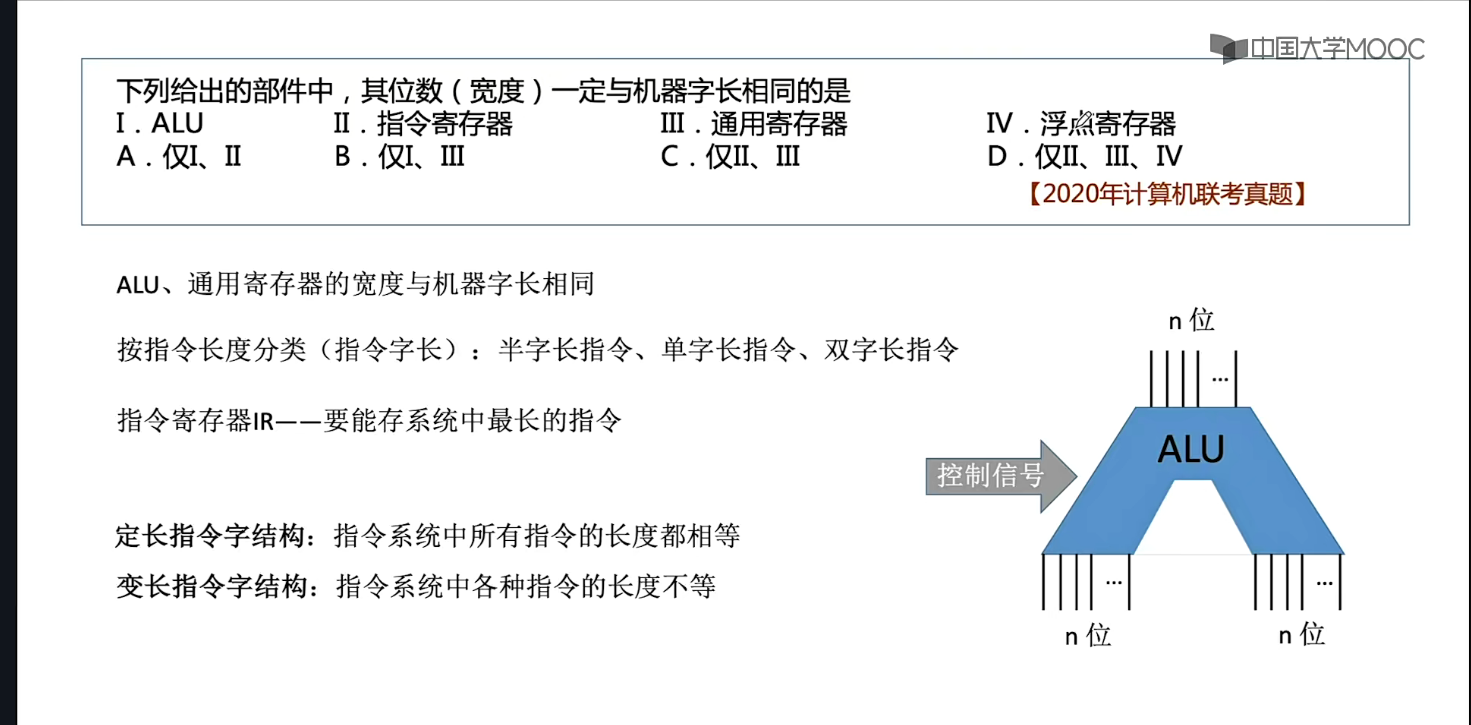 中国大学MOOC
下列给出的部件中，其位数（宽度）一定与机器字长相同的是
I．ALU II．指令寄存器 III．通用寄存器 IV．浮点寄存器
A．仅I、II B．仅I、III C．仅II、III D．仅II、III、IV
【2020年计算机联考真题】
ALU、通用寄存器的宽度与机器字长相同
按指令长度分类（指令字长）：半字长指令、单字长指令、双字长指令
指令寄存器IR——要能存系统中最长的指令
定长指令字结构：指令系统中所有指令的长度都相等
变长指令字结构：指令系统中各种指令的长度不等
n 位
...
ALU
控制信号
... ...
n 位 n 位